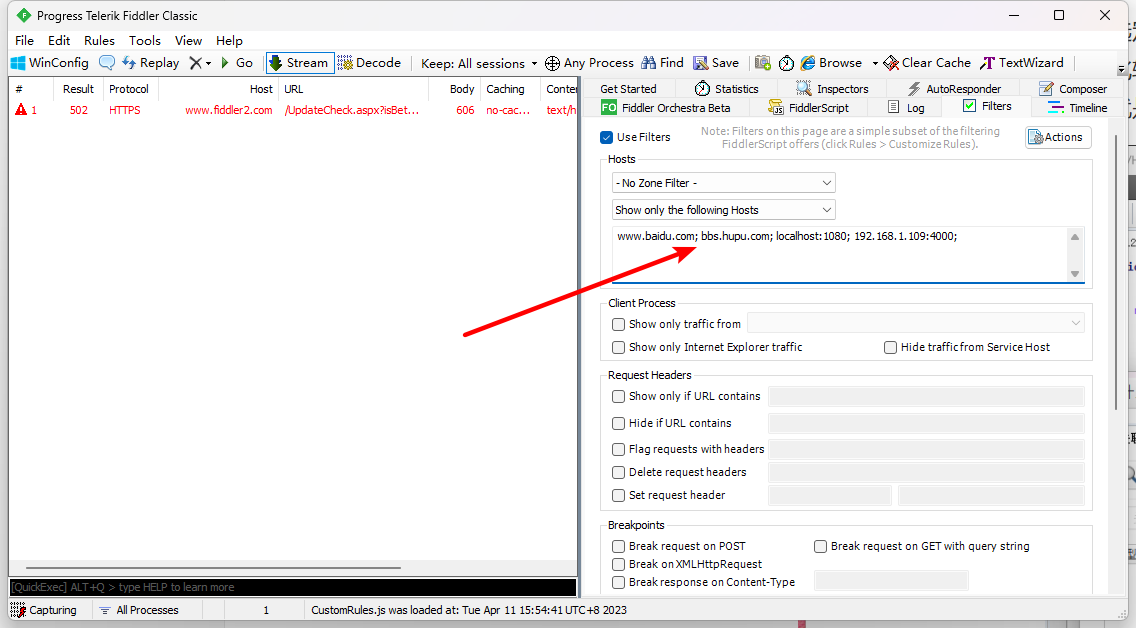 Progress Telerik Fiddler Classic
File Edit Rules Tools View Help
WinConfig Replay Go Stream Decode Keep: All sessions Any Process Find Save Browse Clear Cache TextWizard
# Result Protocol Host URL Body Caching Conter
1 502 HTTPS www.fiddler2.com /UpdateCheck.aspx?isBet... 606 no-cac... text/h
Get Started Statistics Inspectors AutoResponder Composer
FO Fiddler Orchestra Beta FiddlerScript Log Filters Timeline
Use Filters
Note: Filters on this page are a simple subset of the filtering
FiddlerScript offers (click Rules > Customize Rules).
Actions
Hosts
- No Zone Filter -
Show only the following Hosts
www.baidu.com; bbs.hupu.com; localhost:1080; 192.168.1.109:4000;
Client Process
Show only traffic from
Show only Internet Explorer traffic Hide traffic from Service Host
Request Headers
Show only if URL contains
Hide if URL contains
Flag requests with headers
Delete request headers
Set request header
Breakpoints
Break request on POST Break request on GET with query string
Break on XMLHttpRequest
Break response on Content-Type
[QuickExec] ALT+Q > type HELP to learn more
Capturing All Processes 1 CustomRules.js was loaded at: Tue Apr 11 15:54:41 UTC+8 2023